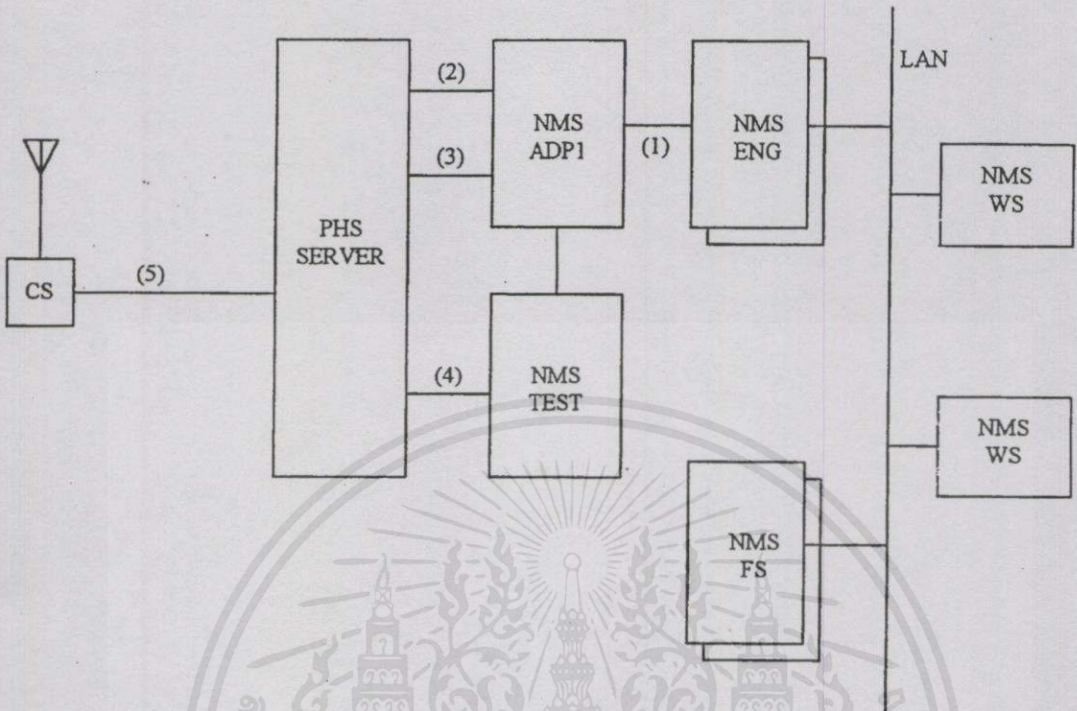 LAN
(2)
NMS
ADP1
(1)
NMS
ENG
NMS
WS
(3)
PHS
SERVER
CS
(5)
(4)
NMS
TEST
NMS
WS
NMS
FS